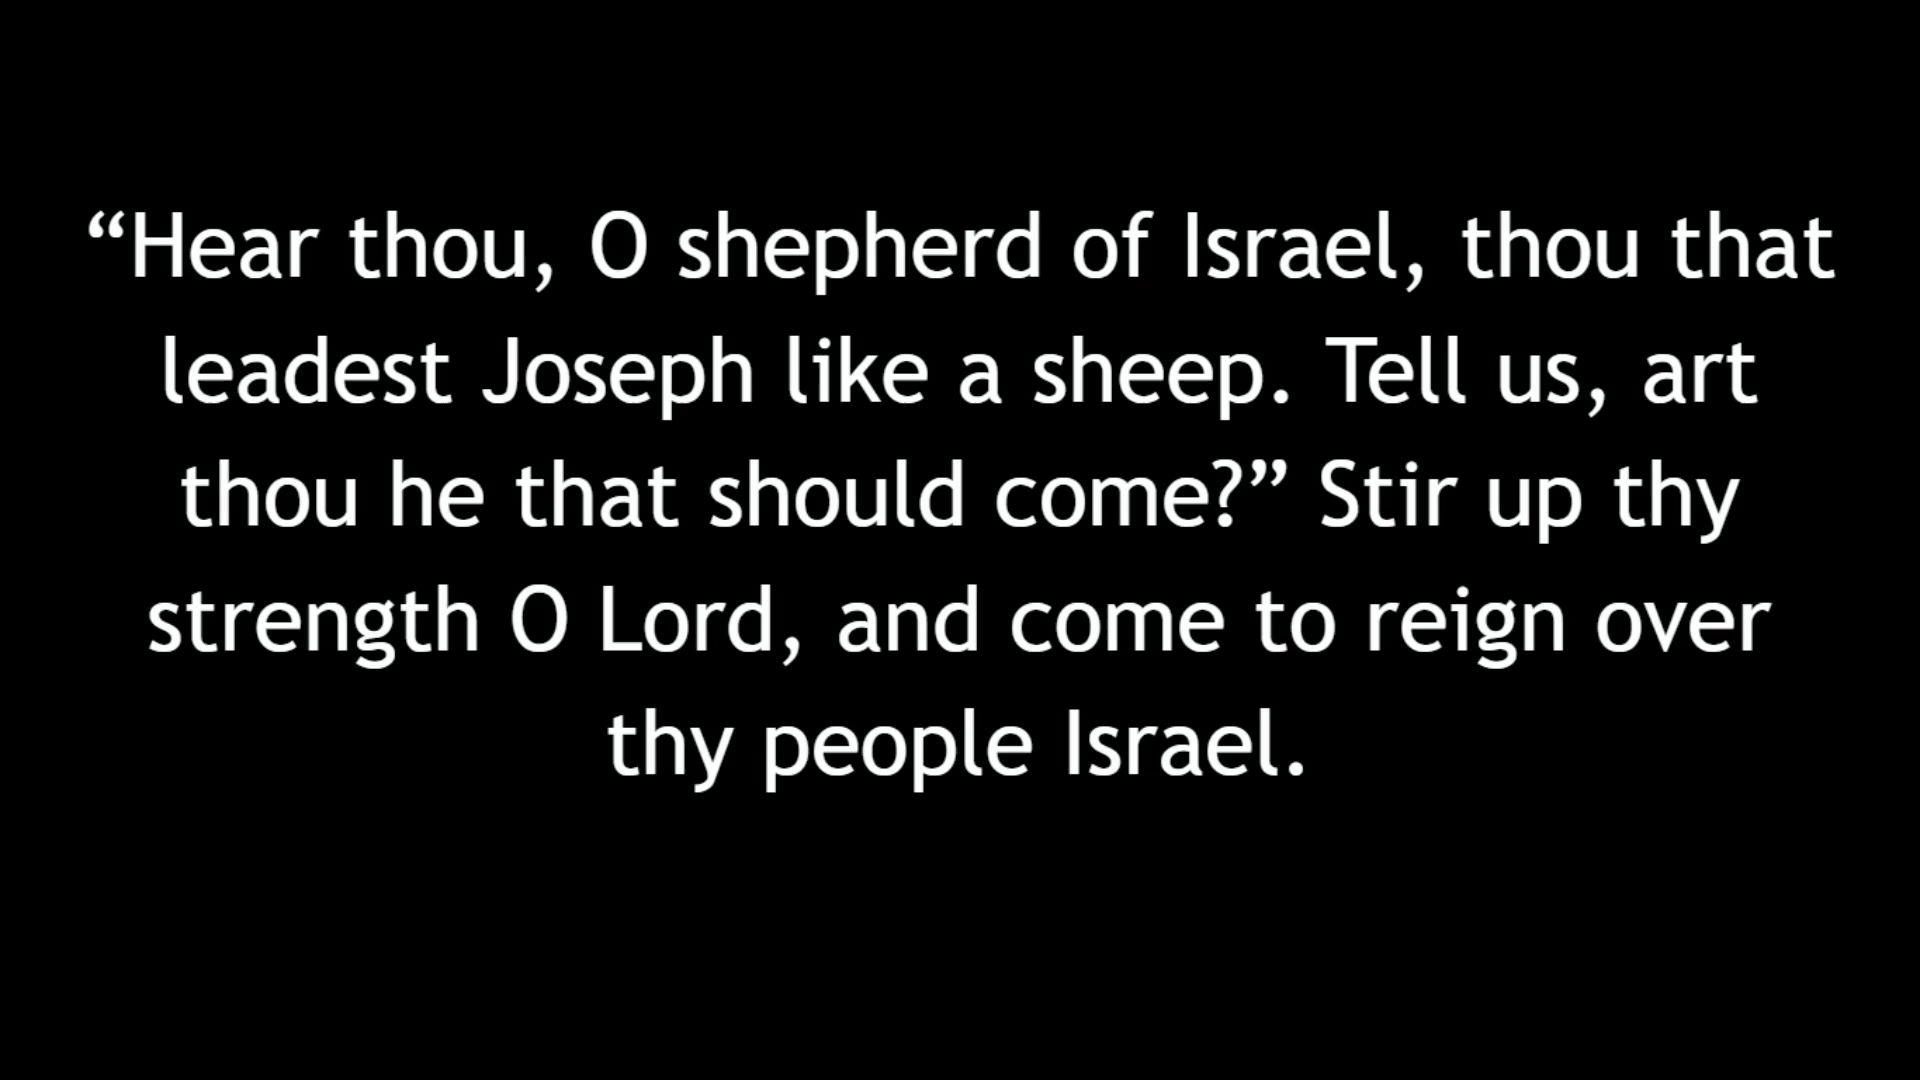 “Hear thou, O shepherd of Israel, thou that
leadest Joseph like a sheep. Tell us, art
thou he that should come?” Stir up thy
strength O Lord, and come to reign over
thy people Israel.